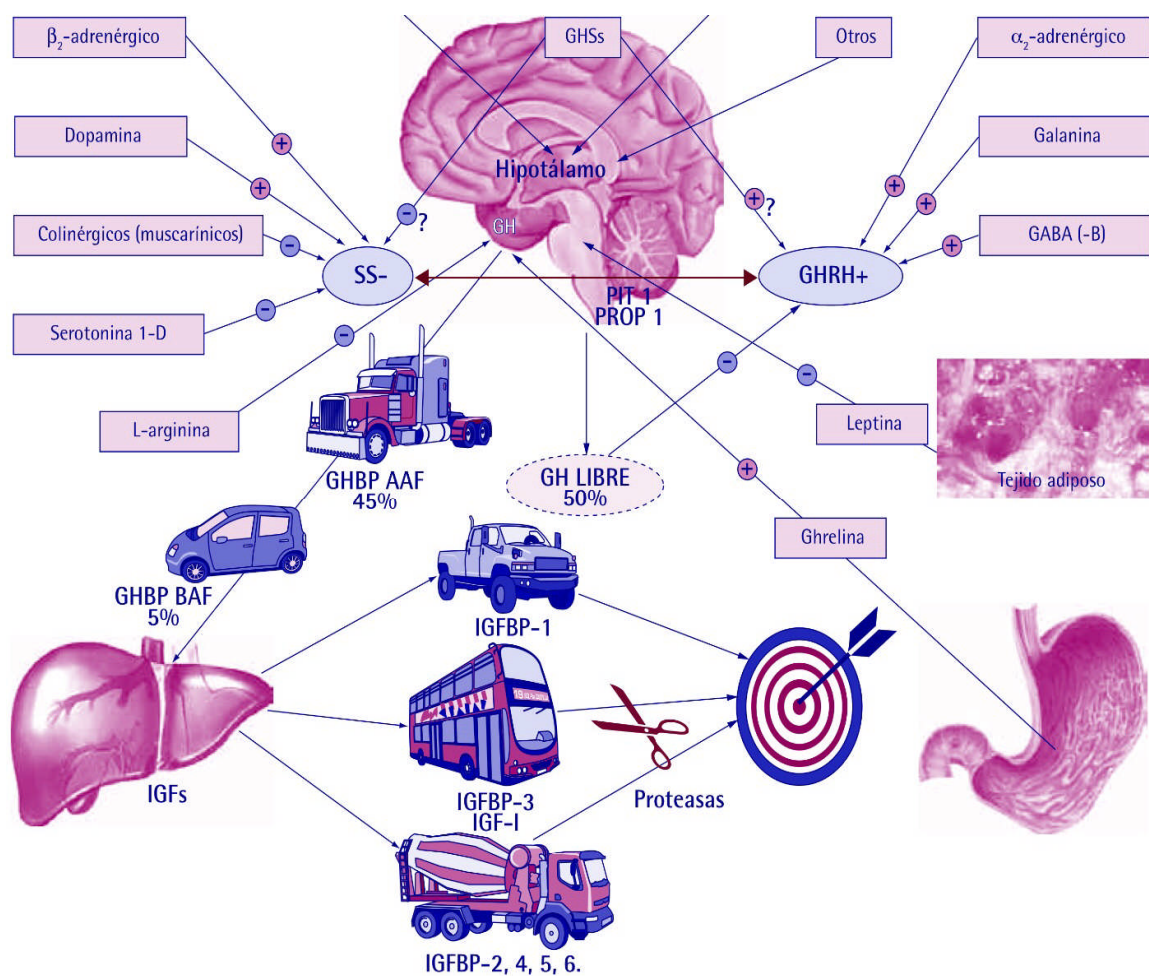 β2-adrenérgico
GHSs
Otros
α2-adrenérgico
Dopamina
Galanina
Hipotálamo
Colinérgicos (muscarínicos)
GH
GABA (-B)
SS-
GHRH+
PIT 1
PROP 1
Serotonina 1-D
L-arginina
Leptina
Tejido adiposo
GHBP AAF
45%
GH LIBRE
50%
Ghrelina
GHBP BAF
5%
IGFBP-1
IGFs
IGFBP-3
IGF-I
Proteasas
IGFBP-2, 4, 5, 6.
+
+
-
-
- ?
+ ?
+
+
+
-
-
-
+